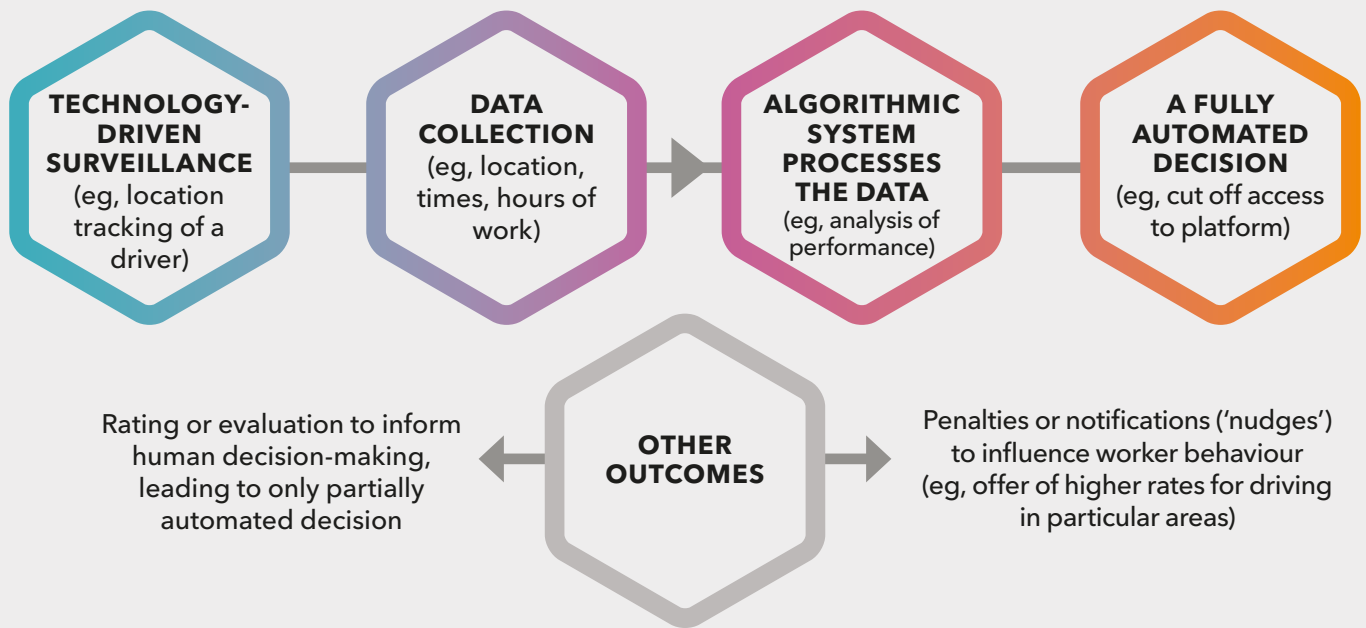 TECHNOLOGY-
DRIVEN
SURVEILLANCE
(eg, location
tracking of a
driver)
DATA
COLLECTION
(eg, location,
times, hours of
work)
ALGORITHMIC
SYSTEM
PROCESSES
THE DATA
(eg, analysis of
performance)
A FULLY
AUTOMATED
DECISION
(eg, cut off access
to platform)
Rating or evaluation to inform
human decision-making,
leading to only partially
automated decision
OTHER
OUTCOMES
Penalties or notifications (‘nudges’)
to influence worker behaviour
(eg, offer of higher rates for driving
in particular areas)